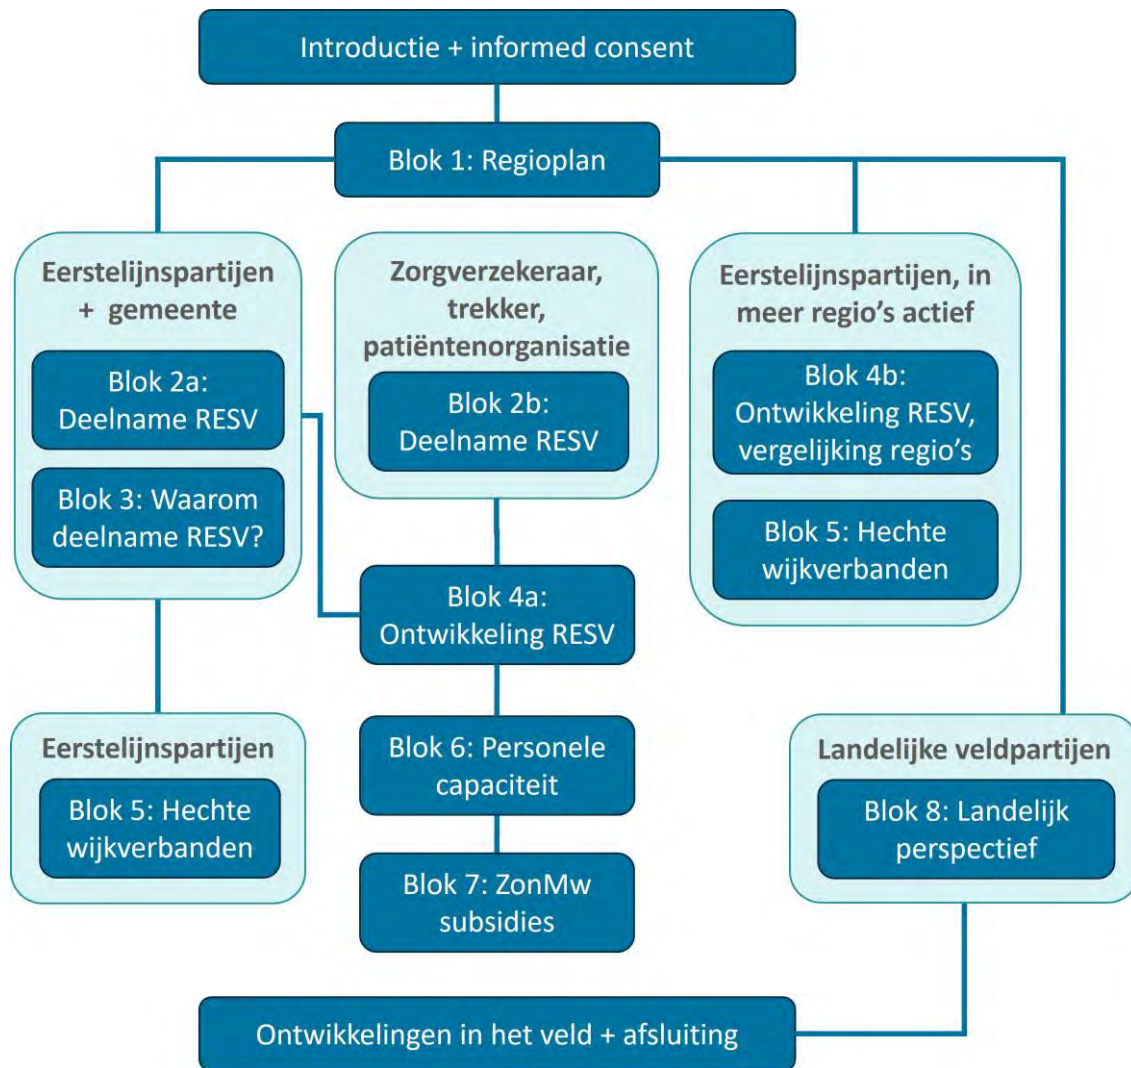 Introductie + informed consent
Blok 1: Regioplan
Eerstelijnspartijen
+ gemeente
Blok 2a:
Deelname RESV
Blok 3: Waarom
deelname RESV?
Zorgverzekeraar,
trekker,
patiëntenorganisatie
Blok 2b:
Deelname RESV
Eerstelijnspartijen, in
meer regio's actief
Blok 4b:
Ontwikkeling RESV,
vergelijking regio's
Blok 5: Hechte
wijkverbanden
Blok 4a:
Ontwikkeling RESV
Eerstelijnspartijen
Blok 5: Hechte
wijkverbanden
Blok 6: Personele
capaciteit
Blok 7: ZonMw
subsidies
Landelijke veldpartijen
Blok 8: Landelijk
perspectief
Ontwikkelingen in het veld + afsluiting